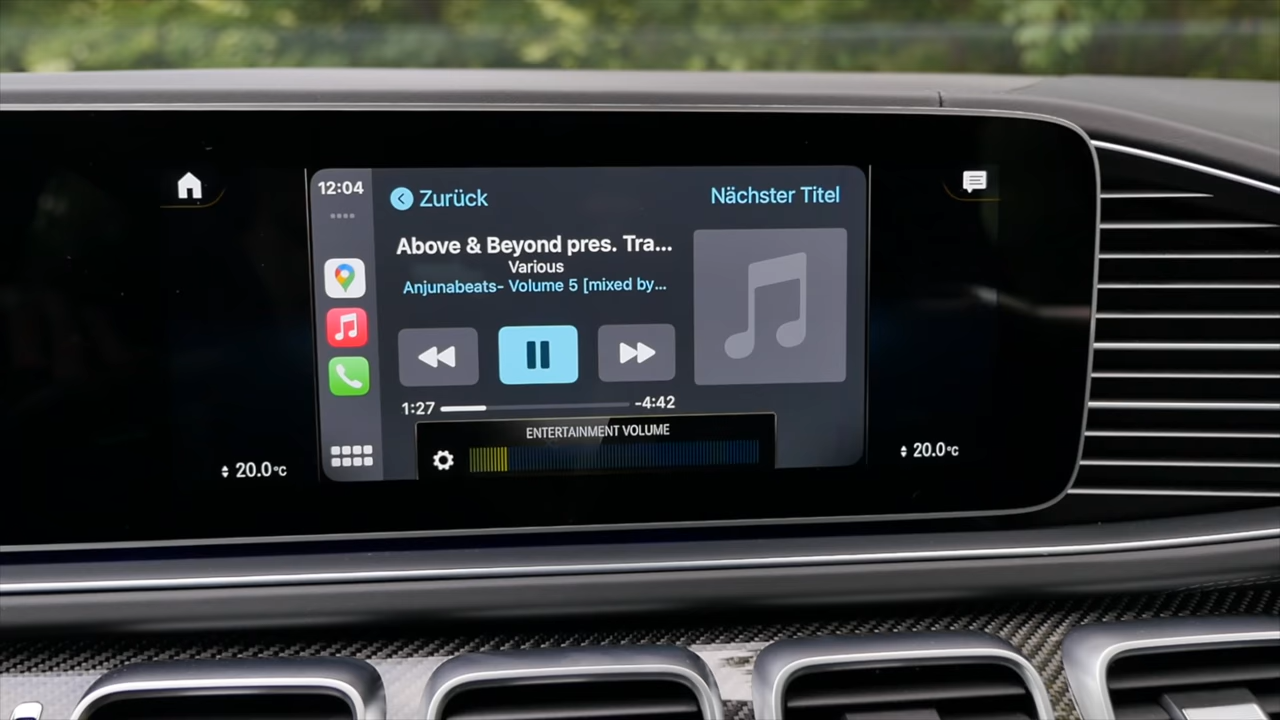 12:04
Zurück
Nächster Titel
Above & Beyond pres. Tra...
Various
Anjunabeats- Volume 5 [mixed by...
1:27
-4:42
ENTERTAINMENT VOLUME
20.0°C
20.0°C